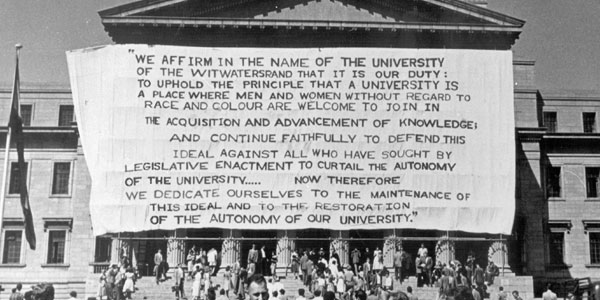 "WE AFFIRM IN THE NAME OF THE UNIVERSITY
OF THE WITWATERSRAND THAT IT IS OUR DUTY:
TO UPHOLD THE PRINCIPLE THAT A UNIVERSITY IS
A PLACE WHERE MEN AND WOMEN WITHOUT REGARD TO
RACE AND COLOUR ARE WELCOME TO JOIN IN
THE ACQUISITION AND ADVANCEMENT OF KNOWLEDGE;
AND CONTINUE FAITHFULLY TO DEFEND THIS
IDEAL AGAINST ALL WHO HAVE SOUGHT BY
LEGISLATIVE ENACTMENT TO CURTAIL THE AUTONOMY
OF THE UNIVERSITY..... NOW THEREFORE
WE DEDICATE OURSELVES TO THE MAINTENANCE OF
THIS IDEAL AND TO THE RESTORATION
OF THE AUTONOMY OF OUR UNIVERSITY."